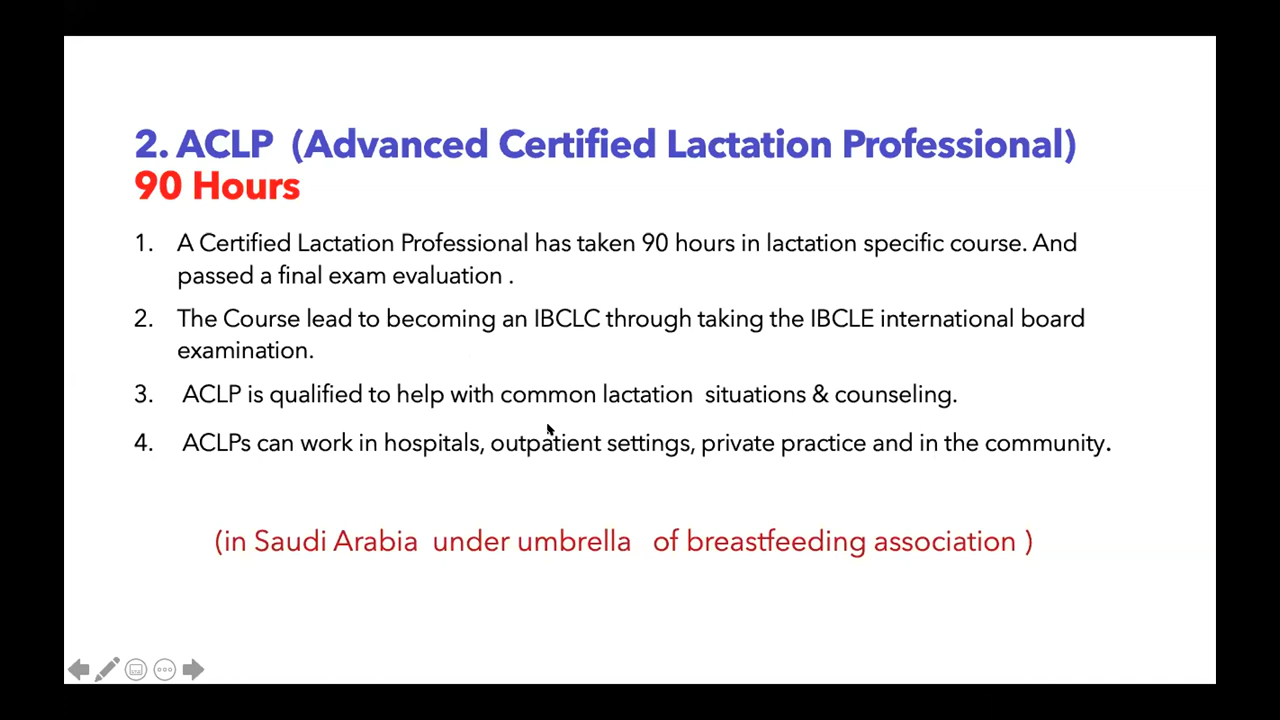 2. ACLP (Advanced Certified Lactation Professional)
90 Hours
1. A Certified Lactation Professional has taken 90 hours in lactation specific course. And
passed a final exam evaluation .
2. The Course lead to becoming an IBCLC through taking the IBCLE international board
examination.
3. ACLP is qualified to help with common lactation situations & counseling.
4. ACLPs can work in hospitals, outpatient settings, private practice and in the community.
(in Saudi Arabia under umbrella of breastfeeding association )